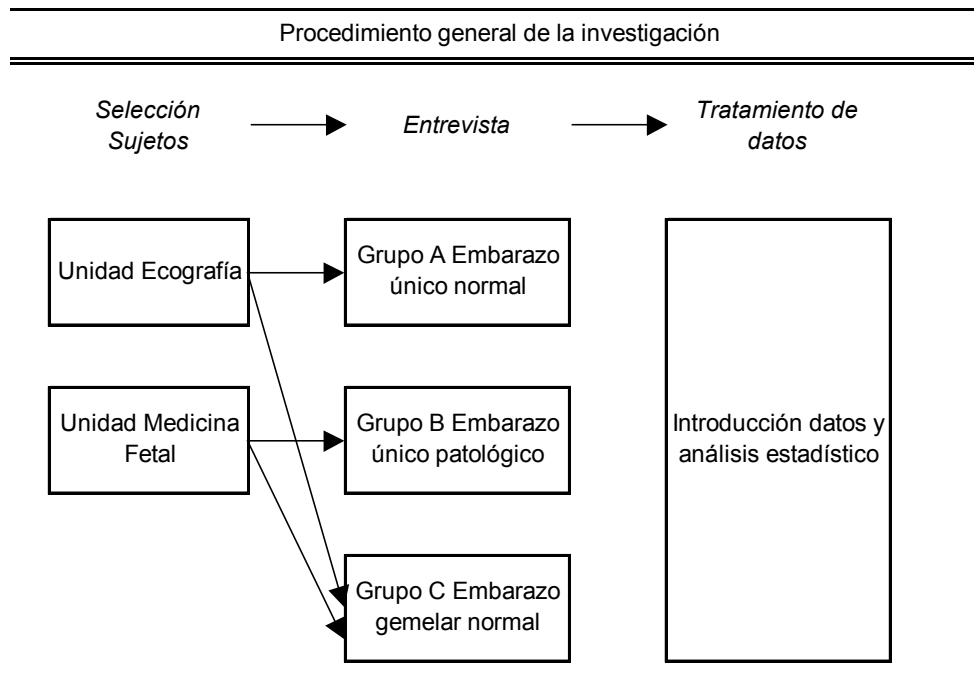 Procedimiento general de la investigación
Selección
Sujetos
Entrevista
Tratamiento de
datos
Unidad Ecografía
Grupo A Embarazo
único normal
Unidad Medicina
Fetal
Grupo B Embarazo
único patológico
Introducción datos y
análisis estadístico
Grupo C Embarazo
gemelar normal